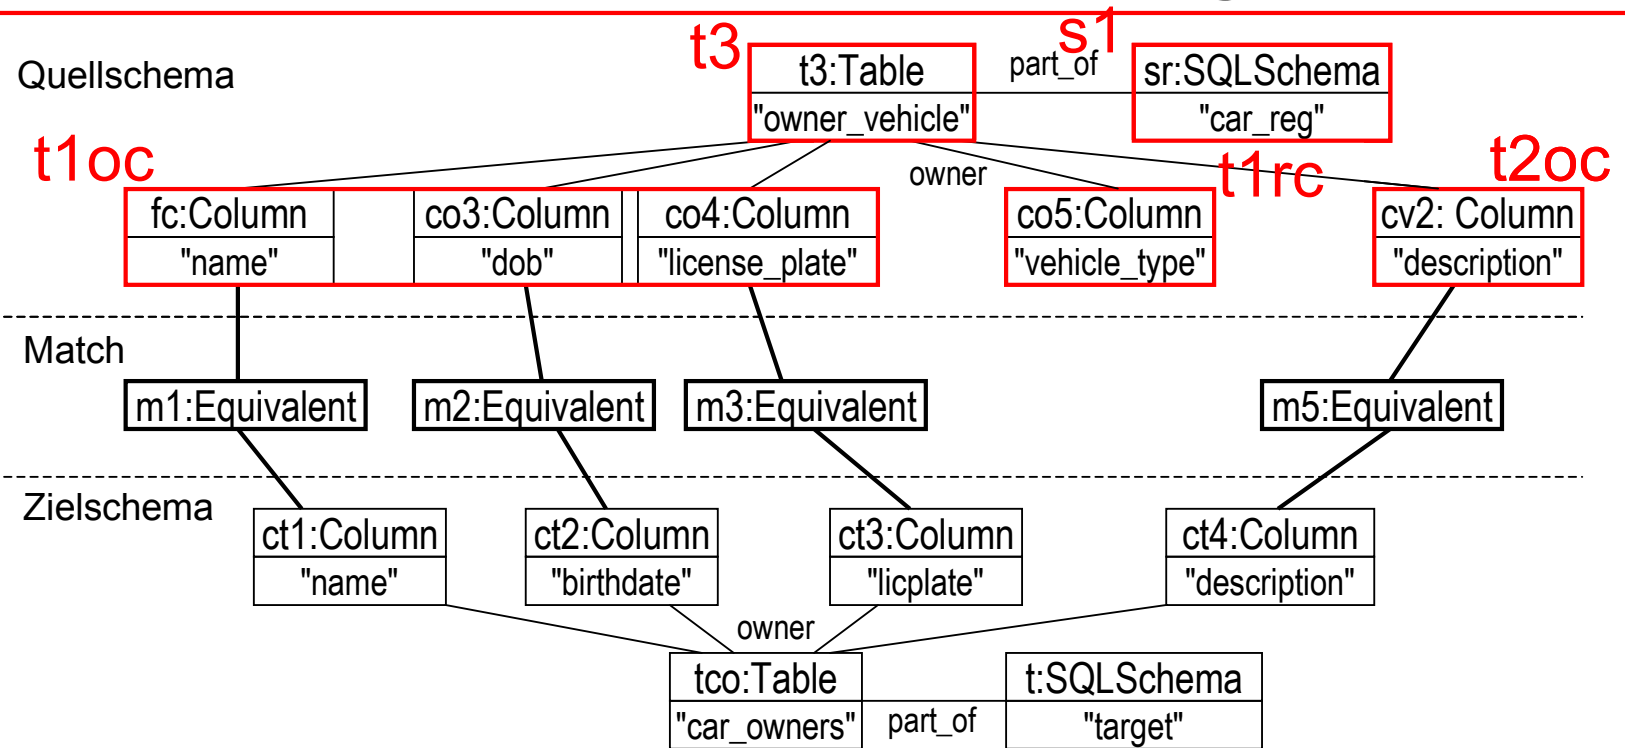 t3
s1
Quellschema
t3:Table
part_of
sr:SQLSchema
"owner_vehicle"
"car_reg"
t1oc
owner
t1rc
t2oc
fc:Column
co3:Column
co4:Column
co5:Column
cv2: Column
"name"
"dob"
"license_plate"
"vehicle_type"
"description"
Match
m1:Equivalent
m2:Equivalent
m3:Equivalent
m5:Equivalent
Zielschema
ct1:Column
ct2:Column
ct3:Column
ct4:Column
"name"
"birthdate"
"licplate"
"description"
owner
tco:Table
t:SQLSchema
"car_owners"
part_of
"target"